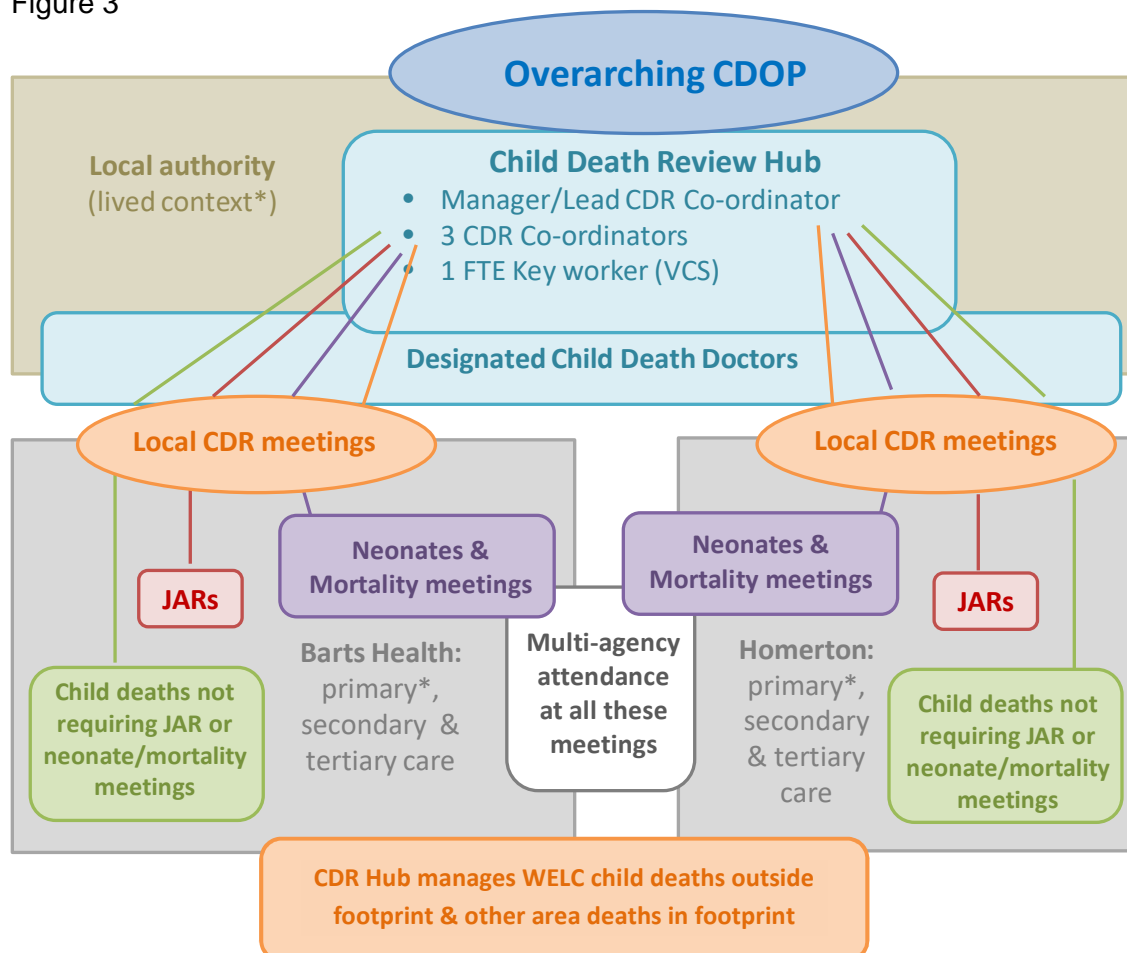 Figure 3
Overarching CDOP
Local authority
(lived context*)
Child Death Review Hub
• Manager/Lead CDR Co-ordinator
• 3 CDR Co-ordinators
• 1 FTE Key worker (VCS)
Designated Child Death Doctors
Local CDR meetings
Local CDR meetings
Neonates &
Mortality meetings
JARs
Barts Health:
primary*,
secondary &
tertiary care
Child deaths not
requiring JAR or
neonate/mortality
meetings
Multi-agency
attendance
at all these
meetings
Neonates &
Mortality meetings
JARs
Homerton:
primary*,
secondary
& tertiary
care
Child deaths not
requiring JAR or
neonate/mortality
meetings
CDR Hub manages WELC child deaths outside
footprint & other area deaths in footprint